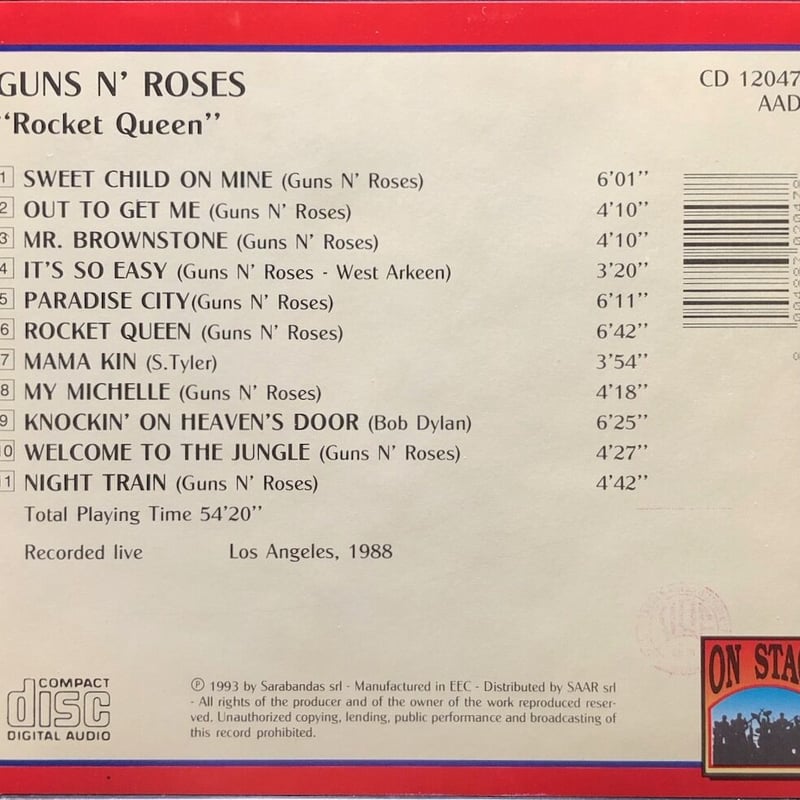 GUNS N' ROSES
"Rocket Queen"
CD 12047
AAD
1 SWEET CHILD ON MINE (Guns N' Roses) 6'01"
2 OUT TO GET ME (Guns N' Roses) 4'10"
3 MR. BROWNSTONE (Guns N' Roses) 4'10"
4 IT'S SO EASY (Guns N' Roses - West Arkeen) 3'20"
5 PARADISE CITY(Guns N' Roses) 6'11"
6 ROCKET QUEEN (Guns N' Roses) 6'42"
7 MAMA KIN (S.Tyler) 3'54"
8 MY MICHELLE (Guns N' Roses) 4'18"
9 KNOCKIN' ON HEAVEN'S DOOR (Bob Dylan) 6'25"
10 WELCOME TO THE JUNGLE (Guns N' Roses) 4'27"
11 NIGHT TRAIN (Guns N' Roses) 4'42"
Total Playing Time 54'20"
Recorded live Los Angeles, 1988
COMPACT
disc
DIGITAL AUDIO
℗ 1993 by Sarabandas srl - Manufactured in EEC - Distributed by SAAR srl
- All rights of the producer and of the owner of the work reproduced reser-
ved. Unauthorized copying, lending, public performance and broadcasting of
this record prohibited.
ON STAG